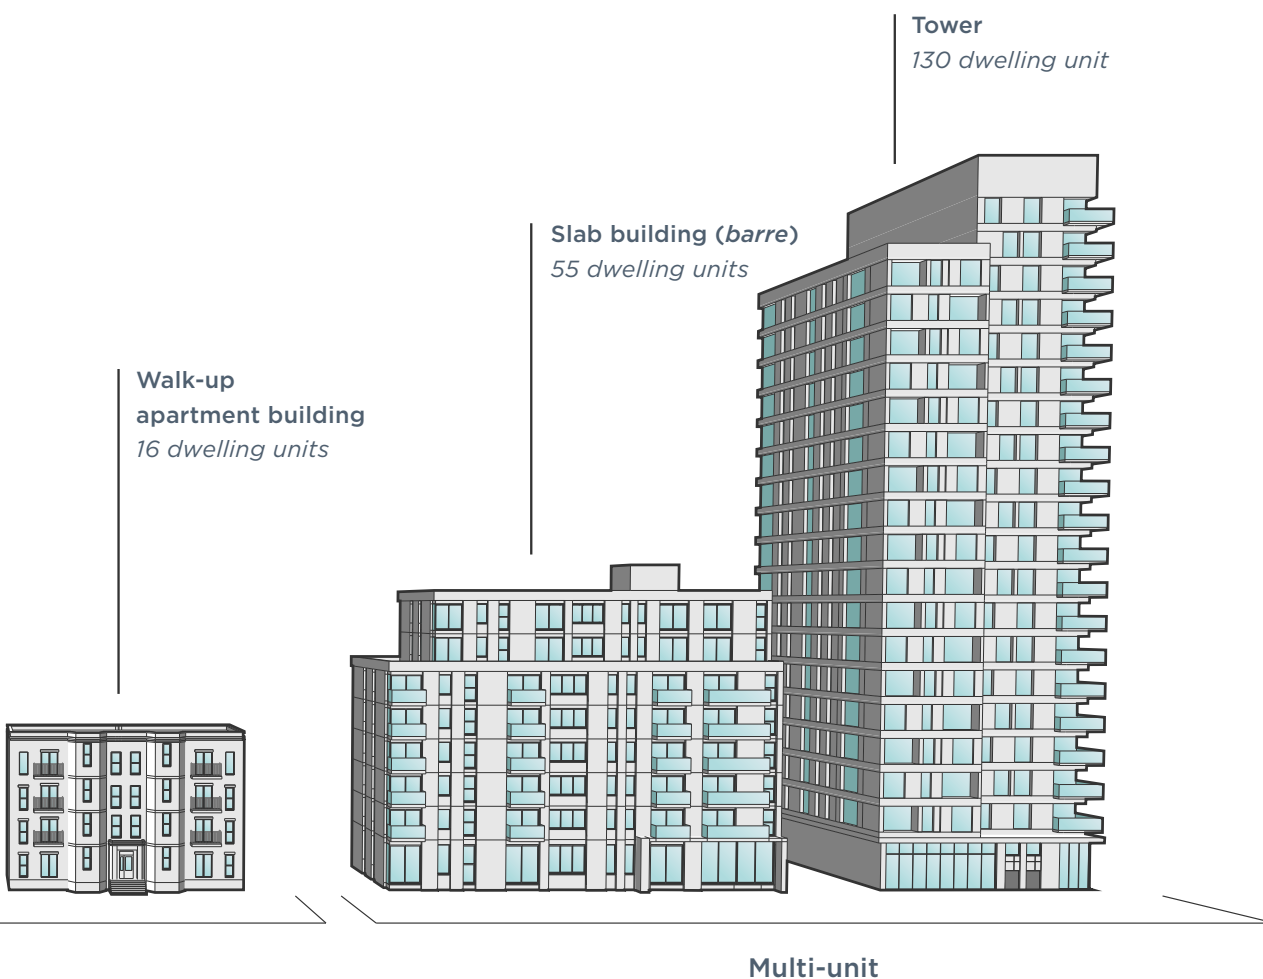 Tower
130 dwelling unit
Slab building (barre)
55 dwelling units
Walk-up
apartment building
16 dwelling units
Multi-unit